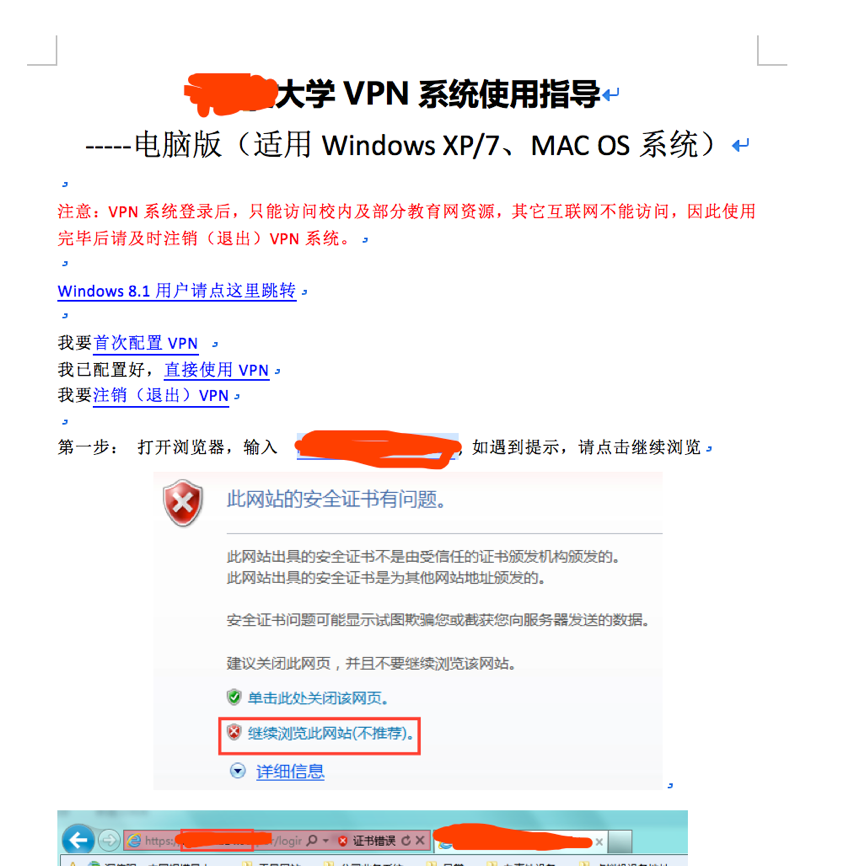 大学 VPN 系统使用指导
-----电脑版（适用 Windows XP/7、MAC OS 系统）
注意：VPN 系统登录后，只能访问校内及部分教育网资源，其它互联网不能访问，因此使用
完毕后请及时注销（退出）VPN 系统。
Windows 8.1 用户请点这里跳转
我要首次配置 VPN
我已配置好，直接使用 VPN
我要注销（退出）VPN
第一步： 打开浏览器，输入 ，如遇到提示，请点击继续浏览
此网站的安全证书有问题。
此网站出具的安全证书不是由受信任的证书颁发机构颁发的。
此网站出具的安全证书是为其他网站地址颁发的。
安全证书问题可能显示试图欺骗您或截获您向服务器发送的数据。
建议关闭此网页，并且不要继续浏览该网站。
单击此处关闭该网页。
继续浏览此网站(不推荐)。
详细信息
https: /login 证书错误